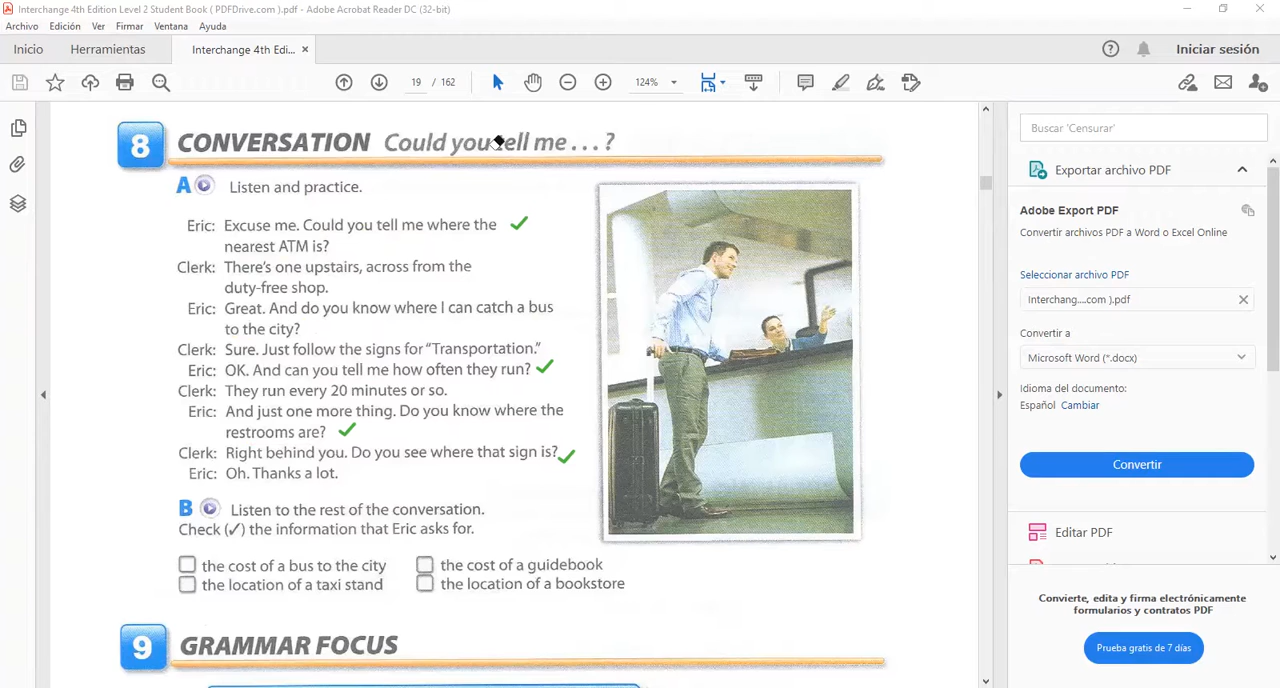 Interchange 4th Edition Level 2 Student Book ( PDFDrive.com ).pdf - Adobe Acrobat Reader DC (32-bit)
Archivo Edición Ver Firmar Ventana Ayuda
Inicio Herramientas Interchange 4th Edi... × Iniciar sesión
19 / 162 124%
8 CONVERSATION Could you tell me . . . ?
A Listen and practice.
Eric: Excuse me. Could you tell me where the
nearest ATM is?
Clerk: There's one upstairs, across from the
duty-free shop.
Eric: Great. And do you know where I can catch a bus
to the city?
Clerk: Sure. Just follow the signs for "Transportation."
Eric: OK. And can you tell me how often they run?
Clerk: They run every 20 minutes or so.
Eric: And just one more thing. Do you know where the
restrooms are?
Clerk: Right behind you. Do you see where that sign is?
Eric: Oh. Thanks a lot.
B Listen to the rest of the conversation.
Check (✓) the information that Eric asks for.
the cost of a bus to the city
the location of a taxi stand
the cost of a guidebook
the location of a bookstore
9 GRAMMAR FOCUS
Buscar 'Censurar'
Exportar archivo PDF
Adobe Export PDF
Convertir archivos PDF a Word o Excel Online
Seleccionar archivo PDF
Interchang....com ).pdf
Convertir a
Microsoft Word (*.docx)
Idioma del documento:
Español Cambiar
Convertir
Editar PDF
Convierte, edita y firma electrónicamente
formularios y contratos PDF
Prueba gratis de 7 días